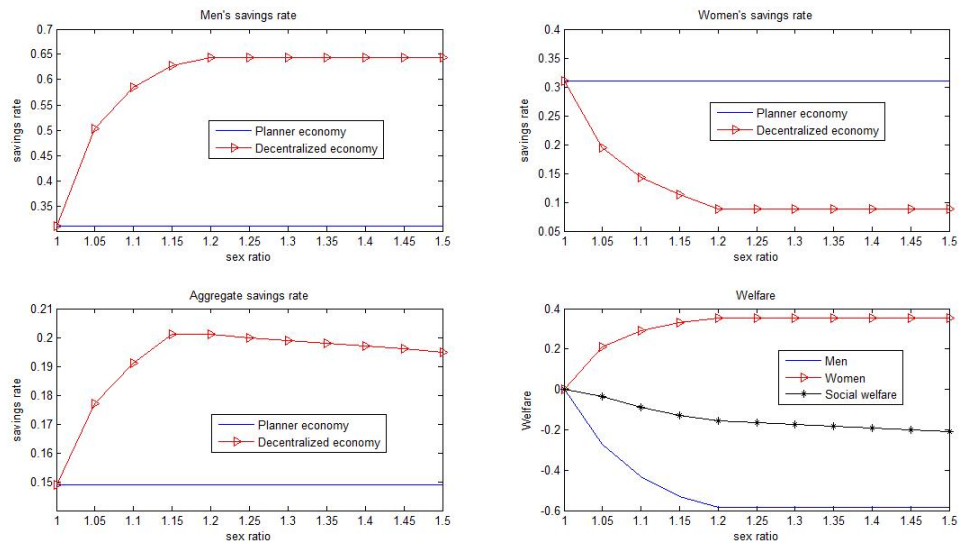 Men's savings rate
0.7
0.65
0.6
0.55
0.5
0.45
0.4
0.35
savings rate
Planner economy
Decentralized economy
1 1.05 1.1 1.15 1.2 1.25 1.3 1.35 1.4 1.45 1.5
sex ratio
Women's savings rate
0.4
0.35
0.3
0.25
0.2
0.15
0.1
0.05
savings rate
Planner economy
Decentralized economy
1 1.05 1.1 1.15 1.2 1.25 1.3 1.35 1.4 1.45 1.5
sex ratio
Aggregate savings rate
0.21
0.2
0.19
0.18
0.17
0.16
0.15
savings rate
Planner economy
Decentralized economy
1 1.05 1.1 1.15 1.2 1.25 1.3 1.35 1.4 1.45 1.5
sex ratio
Welfare
0.4
0.2
0
-0.2
-0.4
-0.6
Welfare
Men
Women
Social welfare
1 1.05 1.1 1.15 1.2 1.25 1.3 1.35 1.4 1.45 1.5
sex ratio